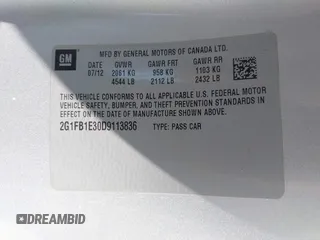 GM
MFD BY GENERAL MOTORS OF CANADA LTD.
DATE GVWR GAWR FRT GAWR RR
07/12 2061 KG 958 KG 1103 KG
4544 LB 2112 LB 2432 LB
THIS VEHICLE CONFORMS TO ALL APPLICABLE U.S. FEDERAL MOTOR
VEHICLE SAFETY, BUMPER, AND THEFT PREVENTION STANDARDS
IN EFFECT ON THE DATE OF MANUFACTURE SHOWN ABOVE.
2G1FB1E30D9113836 TYPE: PASS CAR
DREAMBID